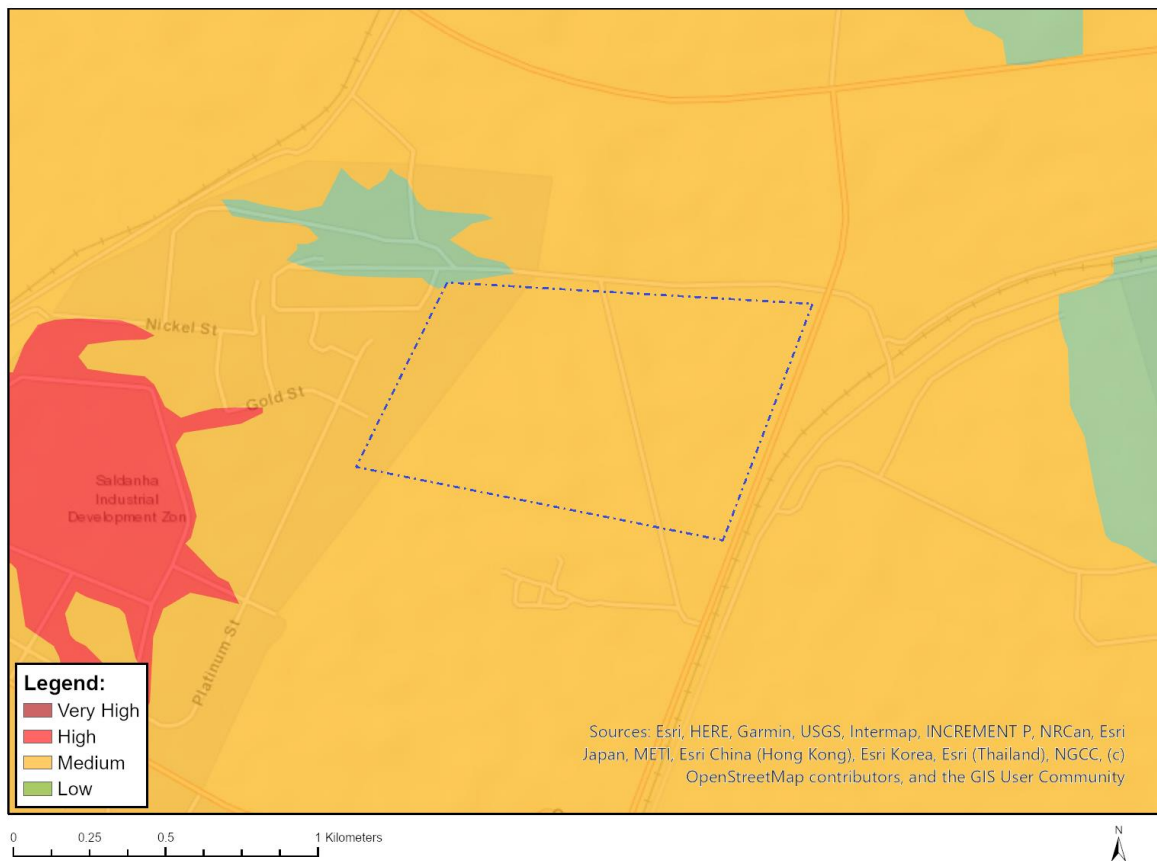 Nickel St
Gold St
Saldanha
Industrial
Development Zon
Platinum St
Legend:
Very High
High
Medium
Low
Sources: Esri, HERE, Garmin, USGS, Intermap, INCREMENT P, NRCan, Esri
Japan, METI, Esri China (Hong Kong), Esri Korea, Esri (Thailand), NGCC, (c)
OpenStreetMap contributors, and the GIS User Community
0 0.25 0.5 1 Kilometers
N